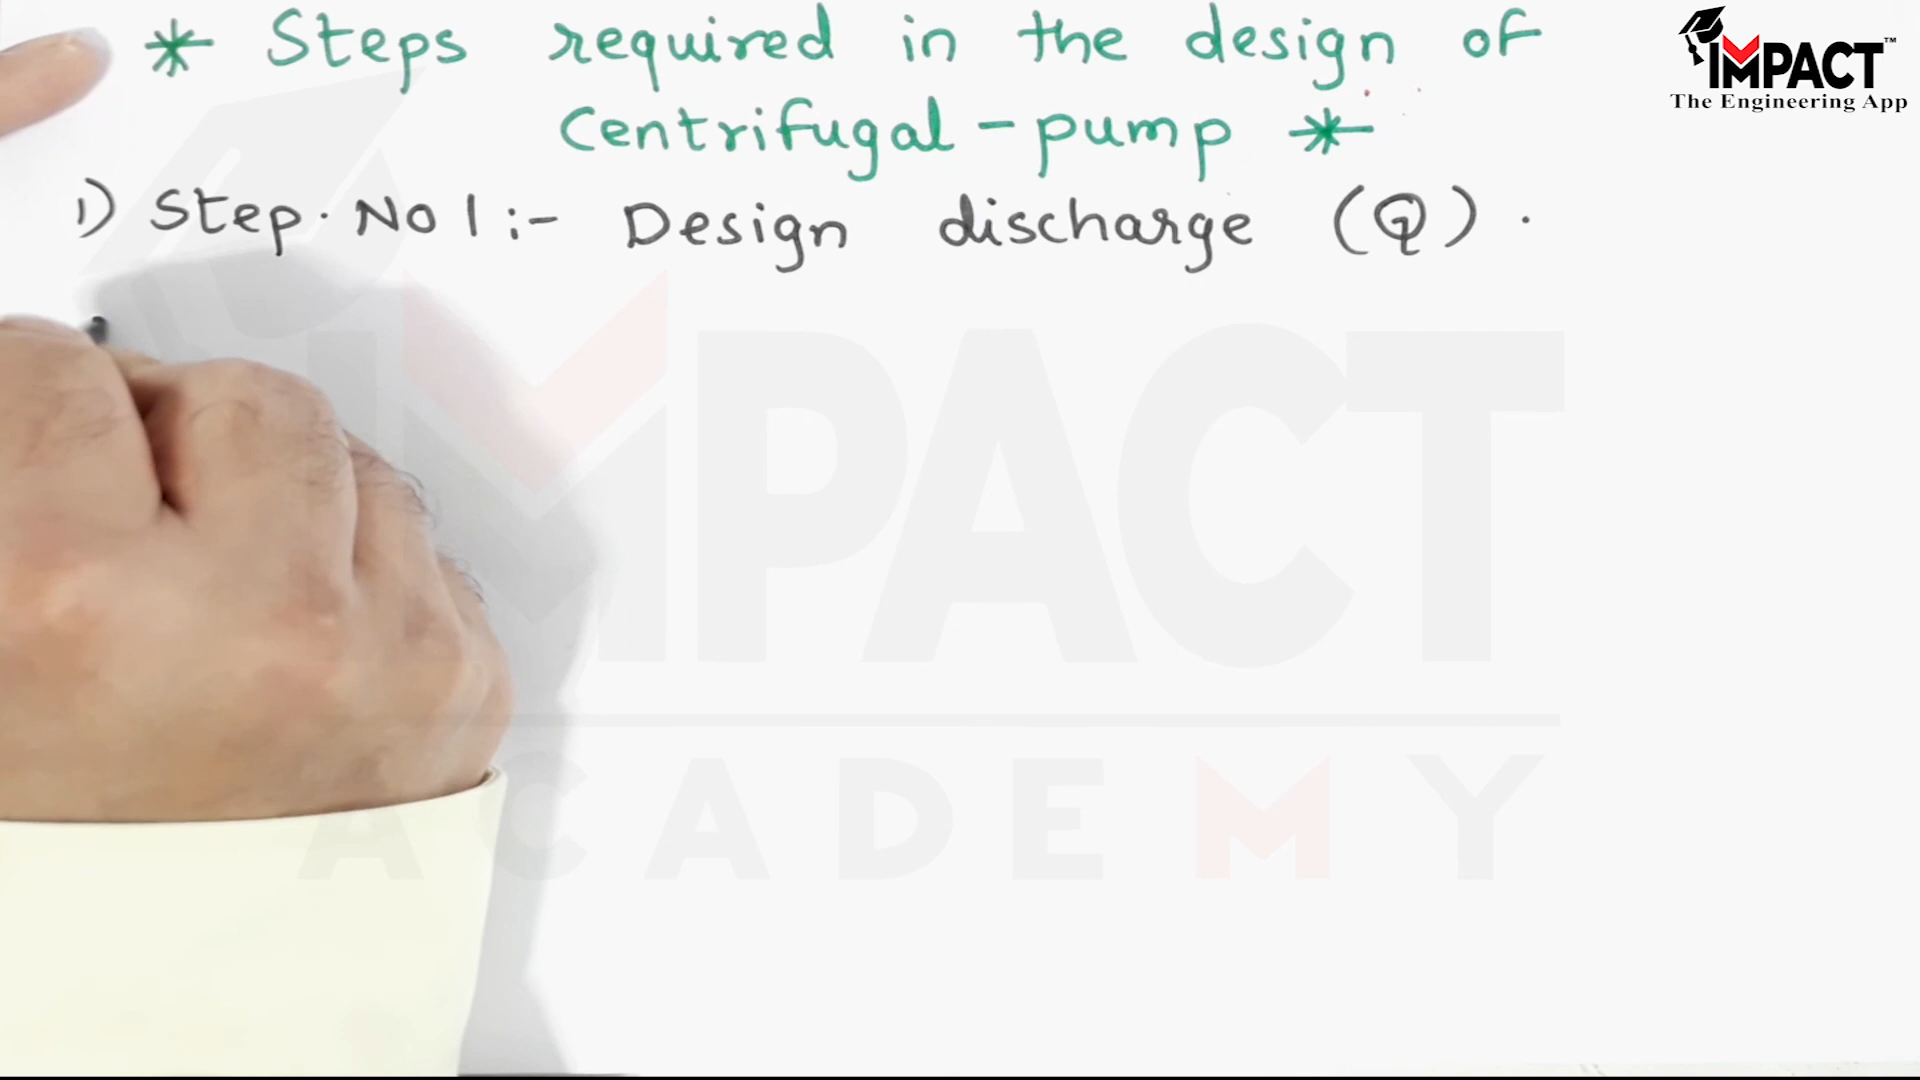 * Steps required in the design of
Centrifugal-pump *
1) Step. No 1:- Design discharge (Q).
IMPACT™
The Engineering App
IMPACT
ACADEMY